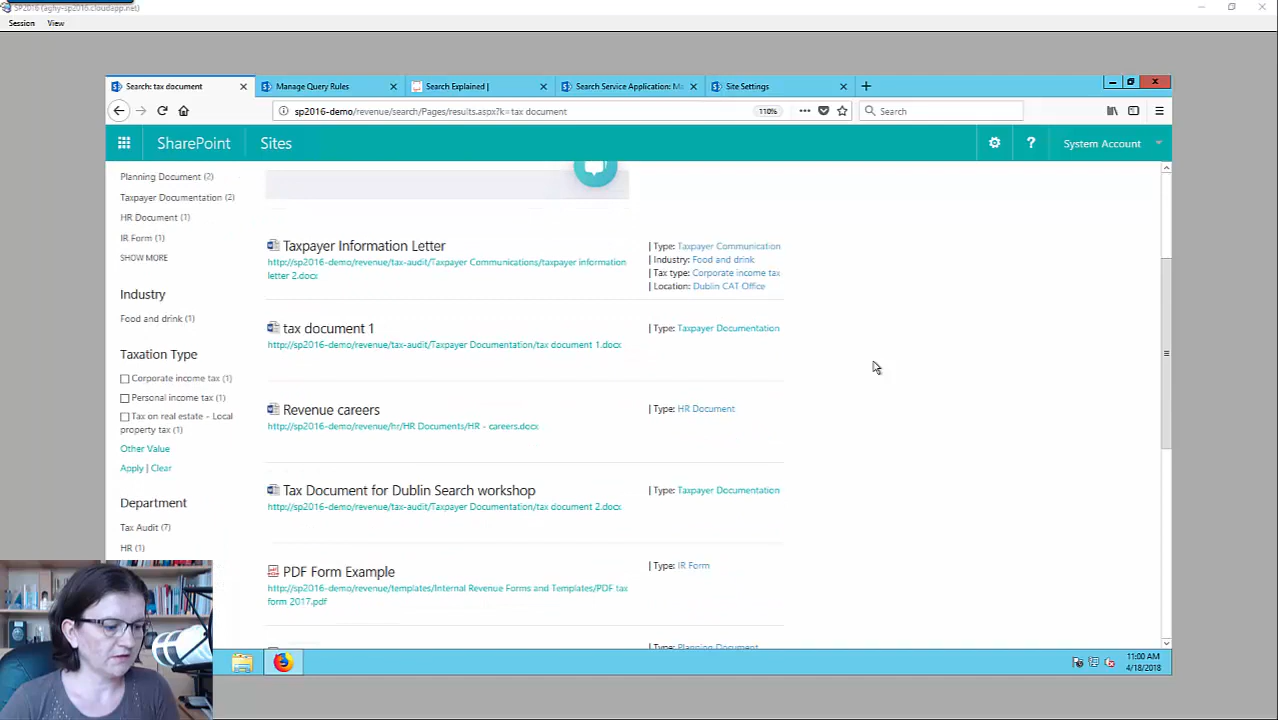 SP2016 (aghy-sp2016.cloudapp.net)
Session View
Search: tax document
Manage Query Rules
Search Explained |
Search Service Application: Ma
Site Settings
sp2016-demo/revenue/search/Pages/results.aspx?k=tax document
110%
Search
SharePoint
Sites
System Account
Planning Document (2)
Taxpayer Documentation (2)
HR Document (1)
IR Form (1)
SHOW MORE
Industry
Food and drink (1)
Taxation Type
Corporate income tax (1)
Personal income tax (1)
Tax on real estate - Local
property tax (1)
Other Value
Apply | Clear
Department
Tax Audit (7)
HR (1)
Taxpayer Information Letter
http://sp2016-demo/revenue/tax-audit/Taxpayer Communications/taxpayer information
letter 2.docx
| Type: Taxpayer Communication
| Industry: Food and drink
| Tax type: Corporate income tax
| Location: Dublin CAT Office
tax document 1
http://sp2016-demo/revenue/tax-audit/Taxpayer Documentation/tax document 1.docx
| Type: Taxpayer Documentation
Revenue careers
http://sp2016-demo/revenue/hr/HR Documents/HR - careers.docx
| Type: HR Document
Tax Document for Dublin Search workshop
http://sp2016-demo/revenue/tax-audit/Taxpayer Documentation/tax document 2.docx
| Type: Taxpayer Documentation
PDF Form Example
http://sp2016-demo/revenue/templates/Internal Revenue Forms and Templates/PDF tax
form 2017.pdf
| Type: IR Form
| Type: Planning Document
11:00 AM
4/18/2018